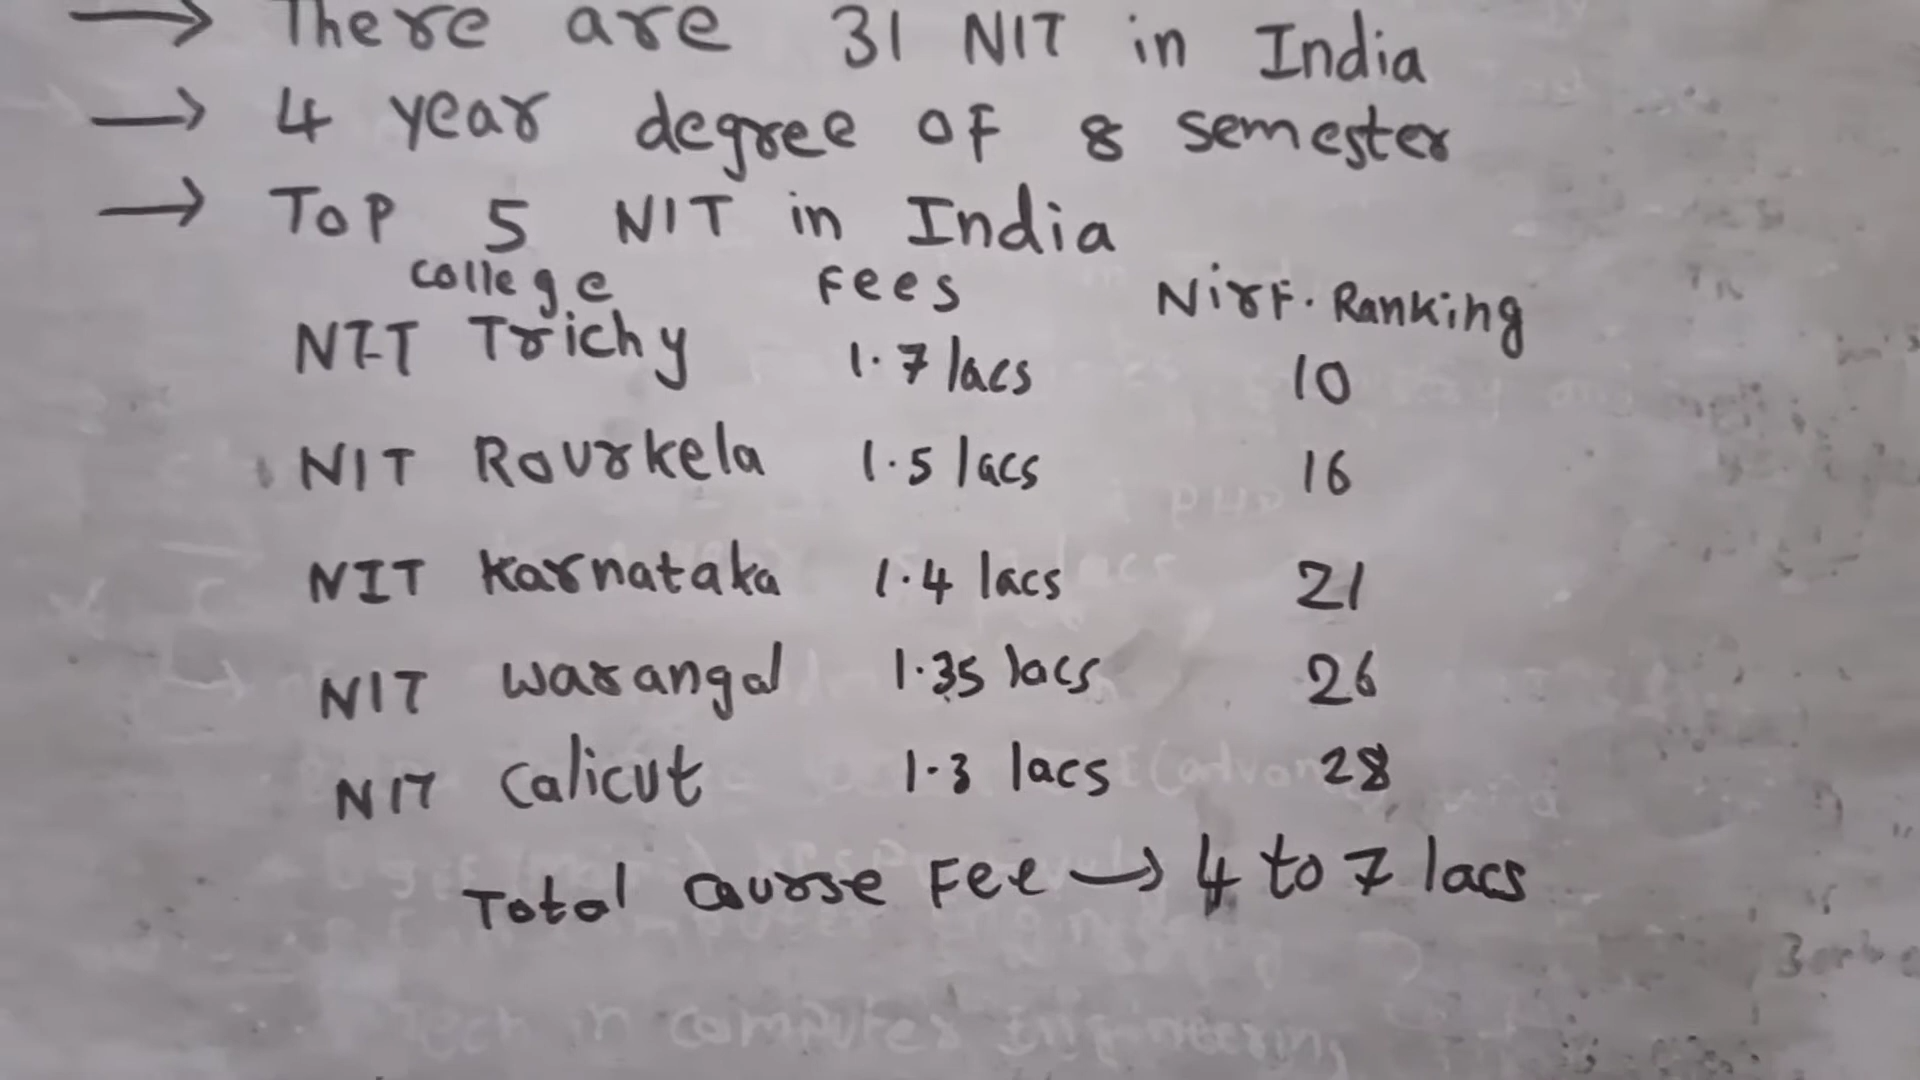 → There are 31 NIT in India
→ 4 year degree of 8 semester
→ Top 5 NIT in India
college Fees Nirf. Ranking
NIT Trichy 1.7 lacs 10
NIT Rourkela 1.5 lacs 16
NIT Karnataka 1.4 lacs 21
NIT Warangal 1.35 lacs 26
NIT Calicut 1.3 lacs 28
Total Course Fee → 4 to 7 lacs